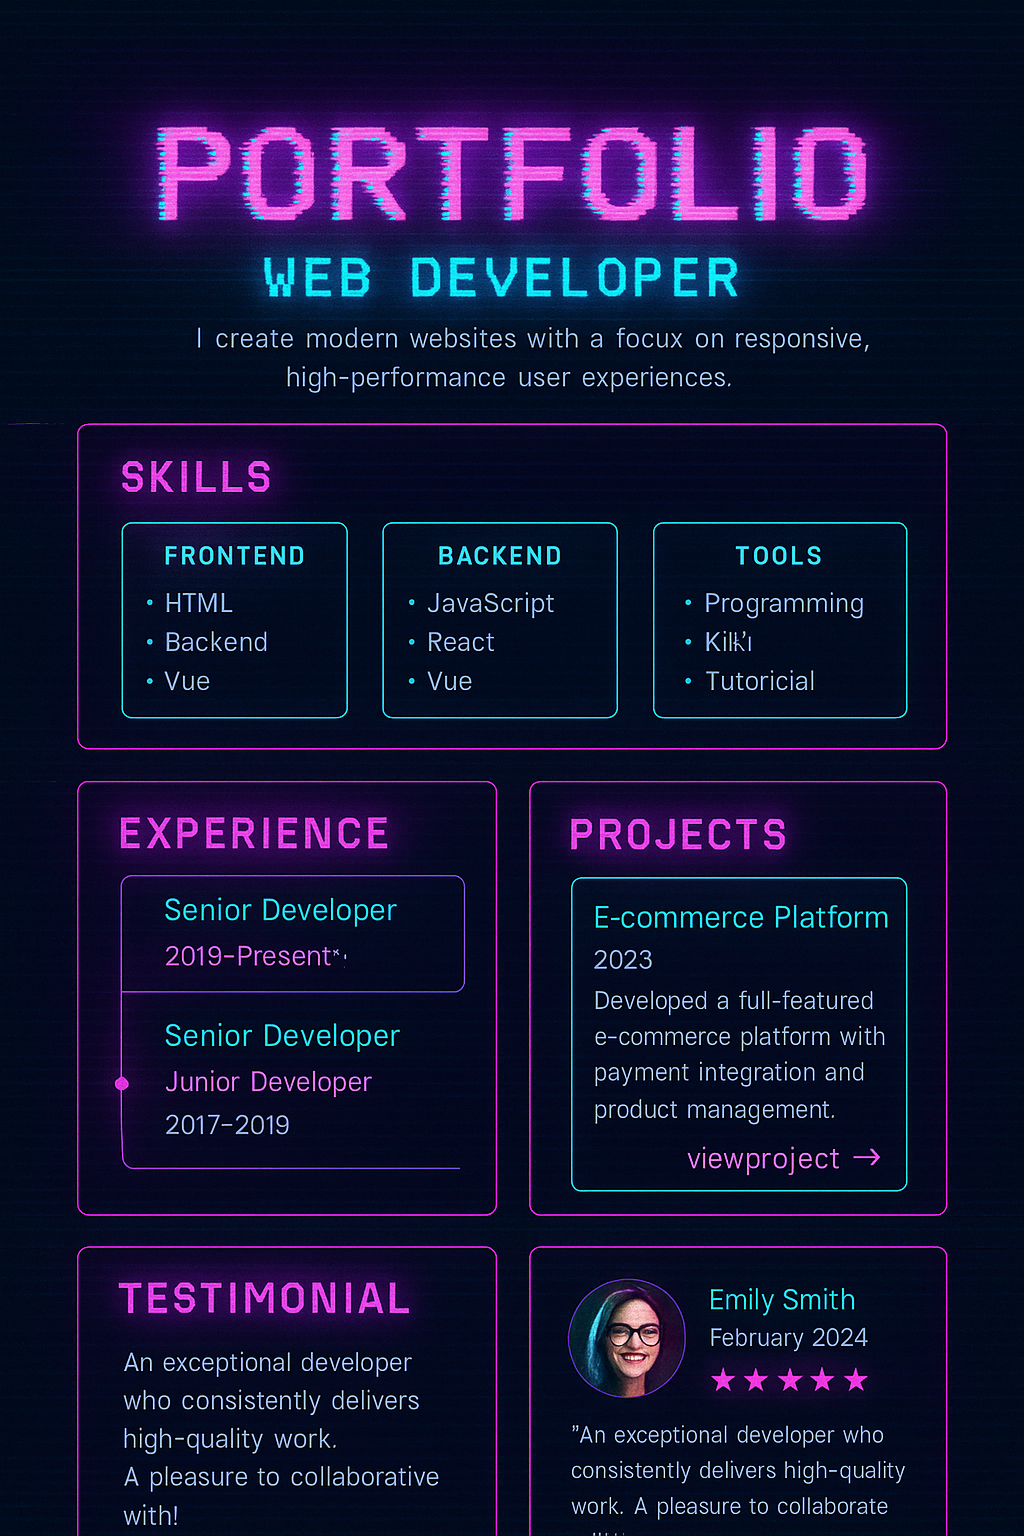 PORTFOLIO
WEB DEVELOPER
I create modern websites with a focux on responsive,
high-performance user experiences.
SKILLS
FRONTEND
• HTML
• Backend
• Vue
BACKEND
• JavaScript
• React
• Vue
TOOLS
• Programming
• Tutoricial
EXPERIENCE
Senior Developer
2019-Present
Senior Developer
Junior Developer
2017-2019
PROJECTS
E-commerce Platform
2023
Developed a full-featured
e-commerce platform with
payment integration and
product management.
viewproject →
TESTIMONIAL
An exceptional developer
who consistently delivers
high-quality work.
A pleasure to collaborative
with!
Emily Smith
February 2024
★★★★★
"An exceptional developer who
consistently delivers high-quality
work. A pleasure to collaborate